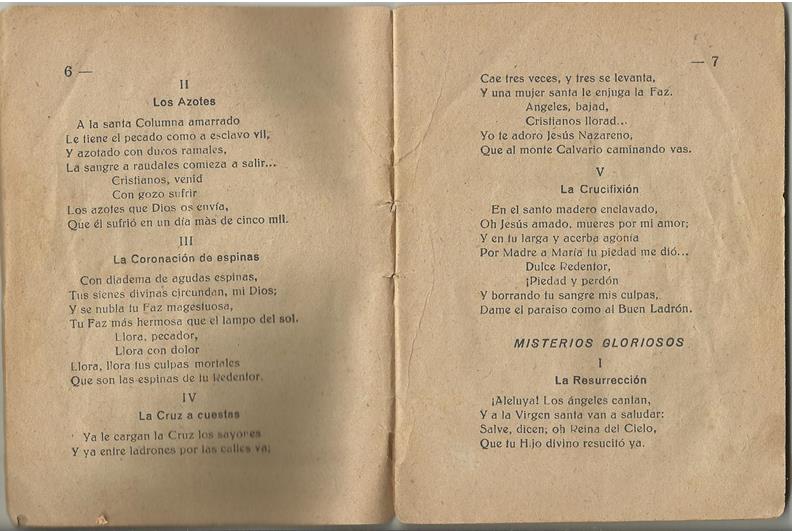 6 —
II
Los Azotes
A la santa Columna amarrado
Le tiene el pecado como a esclavo vil,
Y azotado con duros ramales,
La sangre a raudales comieza a salir...
Cristianos, venid
Con gozo sufrir
Los azotes que Dios os envía,
Que él sufrió en un día màs de cinco mil.
III
La Coronación de espinas
Con diadema de agudas espinas,
Tus sienes divinas circundan, mi Dios;
Y se nubla tu Faz magestuosa,
Tu Faz más hermosa que el lampo del sol.
Llora, pecador,
Llora con dolor
Llora, llora tus culpas mortales
Que son las espinas de tu Redentor.
IV
La Cruz a cuestas
Ya le cargan la Cruz los sayones
Y ya entre ladrones por las calles va;
— 7
Cae tres veces, y tres se levanta,
Y una mujer santa le enjuga la Faz.
Angeles, bajad,
Cristianos llorad...
Yo te adoro Jesús Nazareno,
Que al monte Calvario caminando vas.
V
La Crucifixión
En el santo madero enclavado,
Oh Jesús amado, mueres por mi amor;
Y en tu larga y acerba agonía
Por Madre a María tu piedad me dió...
Dulce Redentor,
¡Piedad y perdón
Y borrando tu sangre mis culpas,
Dame el paraiso como al Buen Ladrón.
MISTERIOS GLORIOSOS
I
La Resurrección
¡Aleluya! Los ángeles cantan,
Y a la Virgen santa van a saludar:
Salve, dicen; oh Reina del Cielo,
Que tu Hijo divino resucitó ya.